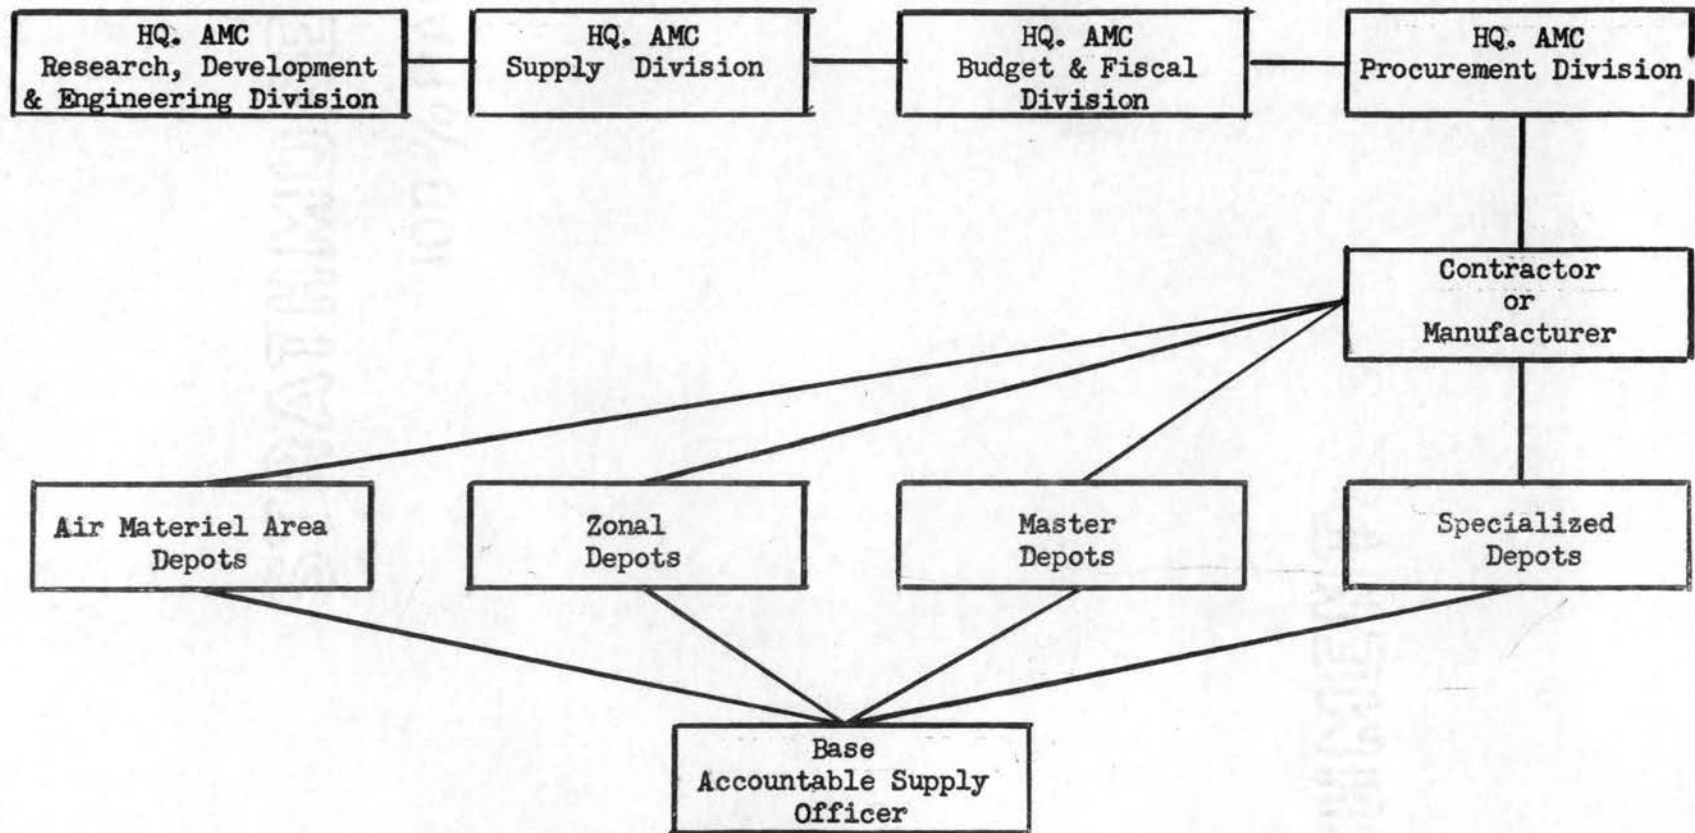 HQ. AMC
Research, Development
& Engineering Division
HQ. AMC
Supply Division
HQ. AMC
Budget & Fiscal
Division
HQ. AMC
Procurement Division
Contractor
or
Manufacturer
Air Materiel Area
Depots
Zonal
Depots
Master
Depots
Specialized
Depots
Base
Accountable Supply
Officer